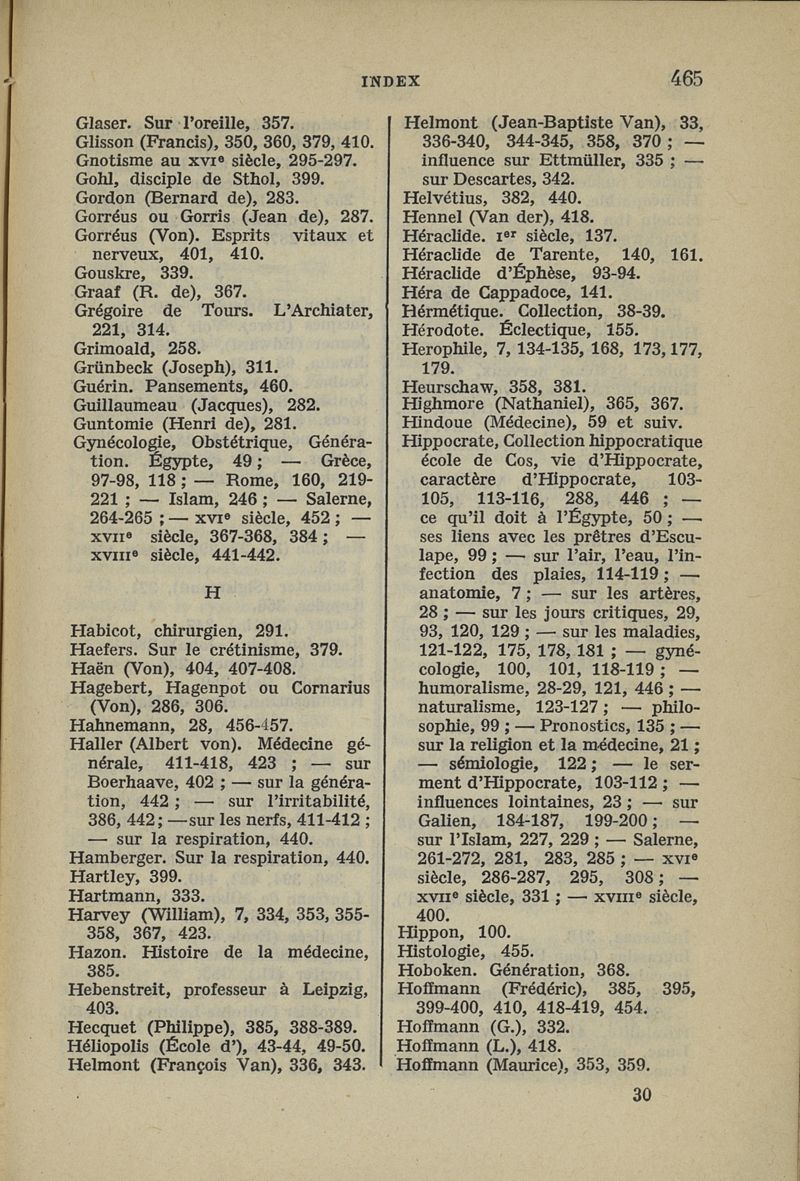 INDEX 465
Glaser. Sur l'oreille, 357.
Glisson (Francis), 350, 360, 379, 410.
Gnotisme au XVIe siècle, 295-297.
Gohl, disciple de Sthol, 399.
Gordon (Bernard de), 283.
Gorréus ou Gorris (Jean de), 287.
Gorréus (Von). Esprits vitaux et
nerveux, 401, 410.
Gouskre, 339.
Graaf (R. de), 367.
Grégoire de Tours. L'Archiater,
221, 314.
Grimoald, 258.
Grünbeck (Joseph), 311.
Guérin. Pansements, 460.
Guillaumeau (Jacques), 282.
Guntomie (Henri de), 281.
Gynécologie, Obstétrique, Généra-
tion. Égypte, 49 ; — Grèce,
97-98, 118 ; — Rome, 160, 219-
221 ; — Islam, 246 ; — Salerne,
264-265 ; — XVIe siècle, 452 ; —
XVIIe siècle, 367-368, 384 ; —
XVIIIe siècle, 441-442.
H
Habicot, chirurgien, 291.
Haefers. Sur le crétinisme, 379.
Haën (Von), 404, 407-408.
Hagebert, Hagenpot ou Cornarius
(Von), 286, 306.
Hahnemann, 28, 456-457.
Haller (Albert von). Médecine gé-
nérale, 411-418, 423 ; — sur
Boerhaave, 402 ; — sur la généra-
tion, 442 ; — sur l'irritabilité,
386, 442 ; — sur les nerfs, 411-412 ;
— sur la respiration, 440.
Hamberger. Sur la respiration, 440.
Hartley, 399.
Hartmann, 333.
Harvey (William), 7, 334, 353, 355-
358, 367, 423.
Hazon. Histoire de la médecine,
385.
Hebenstreit, professeur à Leipzig,
403.
Hecquet (Philippe), 385, 388-389.
Héliopolis (École d'), 43-44, 49-50.
Helmont (François Van), 336, 343.
Helmont (Jean-Baptiste Van), 33,
336-340, 344-345, 358, 370 ; —
influence sur Ettmüller, 335 ; —
sur Descartes, 342.
Helvétius, 382, 440.
Hennel (Van der), 418.
Héraclide. Ier siècle, 137.
Héraclide de Tarente, 140, 161.
Héraclide d'Éphèse, 93-94.
Héra de Cappadoce, 141.
Hérmétique. Collection, 38-39.
Hérodote. Éclectique, 155.
Herophile, 7, 134-135, 168, 173, 177,
179.
Heurschaw, 358, 381.
Highmore (Nathaniel), 365, 367.
Hindoue (Médecine), 59 et suiv.
Hippocrate, Collection hippocratique
école de Cos, vie d'Hippocrate,
caractère d'Hippocrate, 103-
105, 113-116, 288, 446 ; —
ce qu'il doit à l'Égypte, 50 ; —
ses liens avec les prêtres d'Escu-
lape, 99 ; — sur l'air, l'eau, l'in-
fection des plaies, 114-119 ; —
anatomie, 7 ; — sur les artères,
28 ; — sur les jours critiques, 29,
93, 120, 129 ; — sur les maladies,
121-122, 175, 178, 181 ; — gyné-
cologie, 100, 101, 118-119 ; —
humoralisme, 28-29, 121, 446 ; —
naturalisme, 123-127 ; — philo-
sophie, 99 ; — Pronostics, 135 ; —
sur la religion et la médecine, 21 ;
— sémiologie, 122 ; — le ser-
ment d'Hippocrate, 103-112 ; —
influences lointaines, 23 ; — sur
Galien, 184-187, 199-200 ; —
sur l'Islam, 227, 229 ; — Salerne,
261-272, 281, 283, 285 ; — XVIe
siècle, 286-287, 295, 308 ; —
XVIIe siècle, 331 ; — XVIIIe siècle,
400.
Hippon, 100.
Histologie, 455.
Hoboken. Génération, 368.
Hoffmann (Frédéric), 385, 395,
399-400, 410, 418-419, 454.
Hoffmann (G.), 332.
Hoffmann (L.), 418.
Hoffmann (Maurice), 353, 359.
30